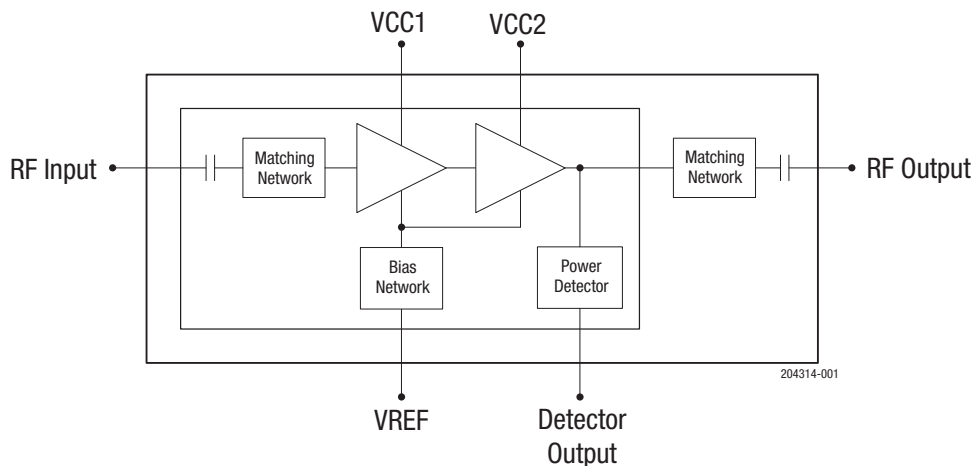 VCC1
VCC2
RF Input
Matching
Network
Matching
Network
RF Output
Bias
Network
Power
Detector
204314-001
VREF
Detector
Output